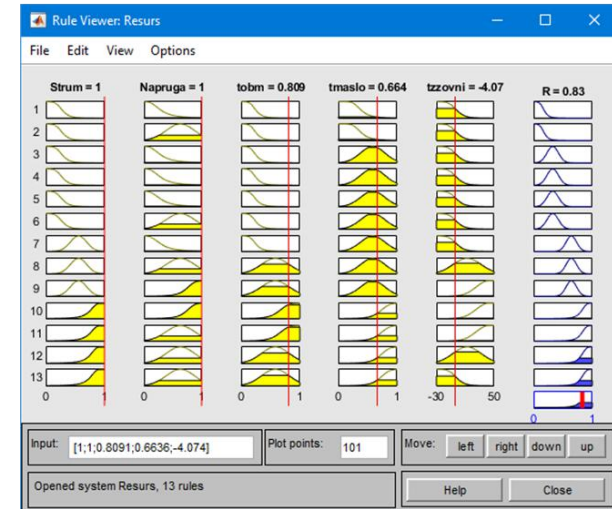 Rule Viewer: Resurs
File Edit View Options
Strum = 1 Napruga = 1 tobm = 0.809 tmaslo = 0.664 tzzovni = -4.07 R = 0.83
1
2
3
4
5
6
7
8
9
10
11
12
13
0 1 0 1 0 1 0 1 -30 50
0 1
Input: [1;1;0.8091;0.6636;-4.074] Plot points: 101 Move: left right down up
Opened system Resurs, 13 rules Help Close